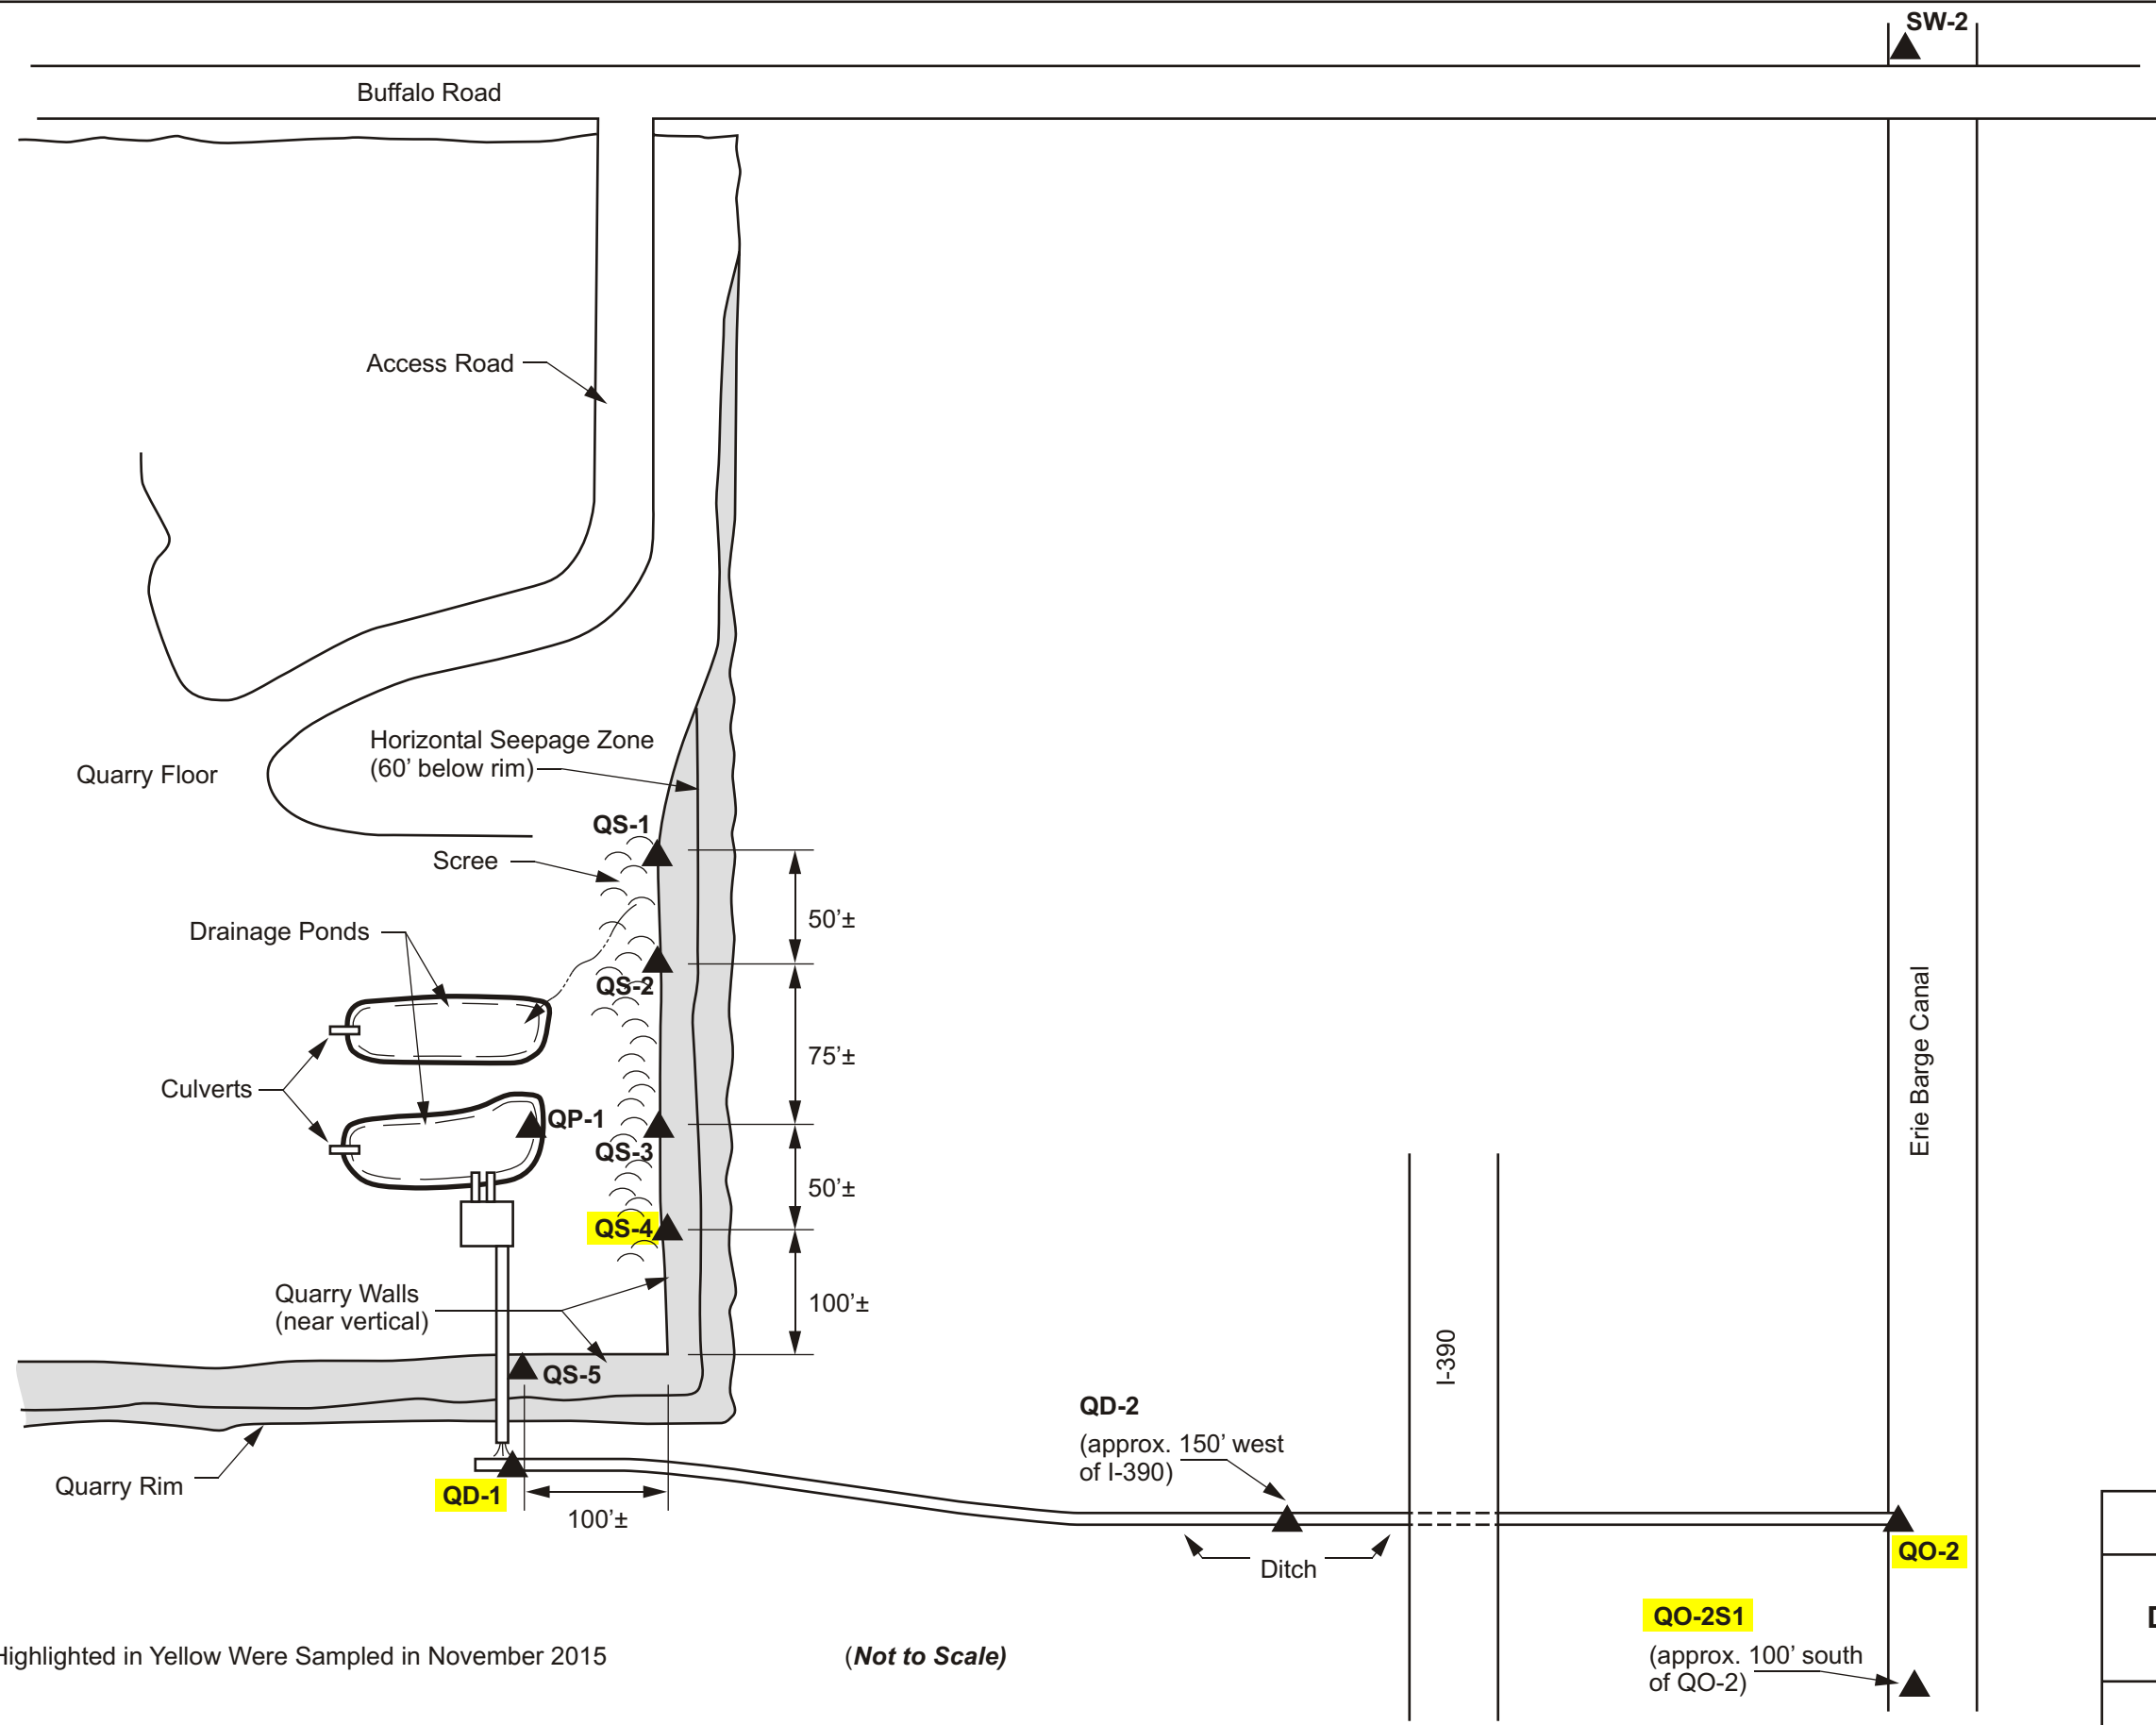 SW-2
Buffalo Road
Access Road
Horizontal Seepage Zone
(60’ below rim)
Quarry Floor
QS-1
Scree
50’±
Drainage Ponds
QS-2
75’±
Erie Barge Canal
Culverts
QP-1
QS-3
50’±
QS-4
Quarry Walls
(near vertical)
100’±
I-390
QS-5
QD-2
(approx. 150’ west
of I-390)
Quarry Rim
QD-1
100’±
Ditch
QO-2
QO-2S1
(approx. 100’ south
of QO-2)
Highlighted in Yellow Were Sampled in November 2015
(Not to Scale)